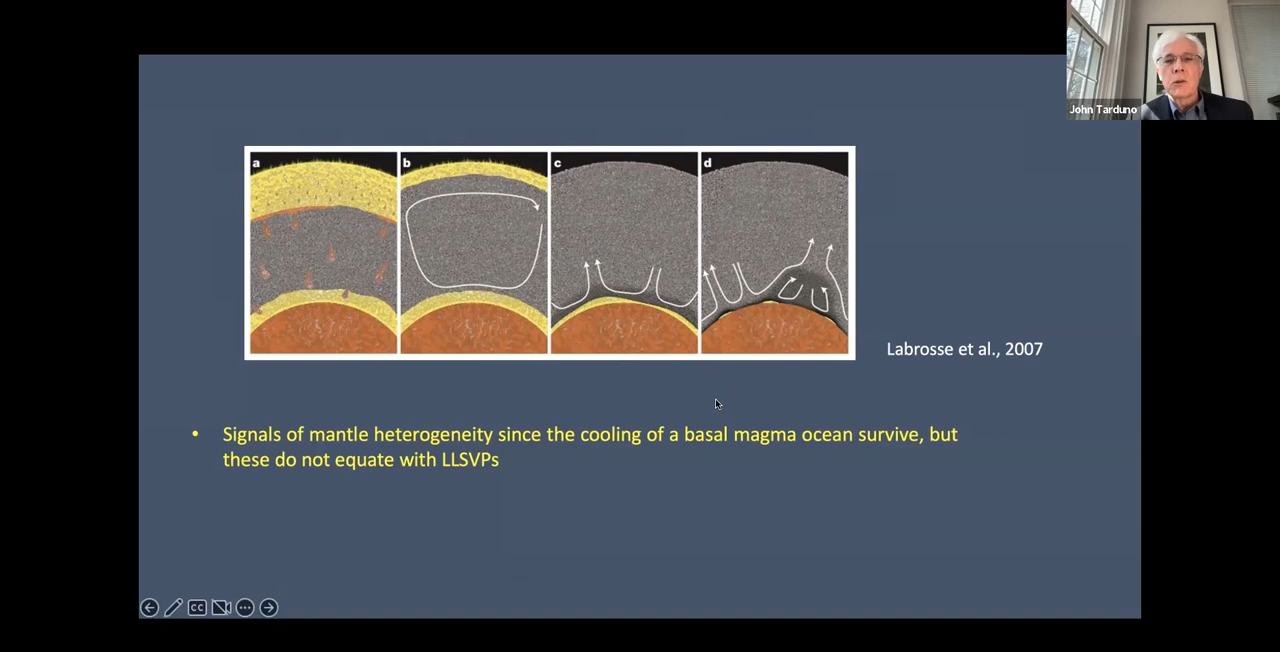 John Tarduno
a b c d
Labrosse et al., 2007
• Signals of mantle heterogeneity since the cooling of a basal magma ocean survive, but
these do not equate with LLSVPs
CC